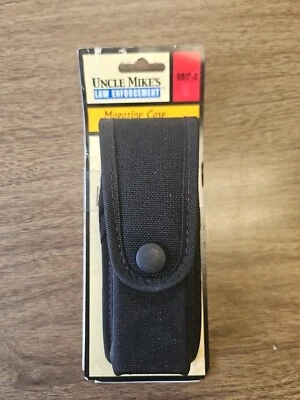 UNCLE MIKE'S
LAW ENFORCEMENT
Magazine Case